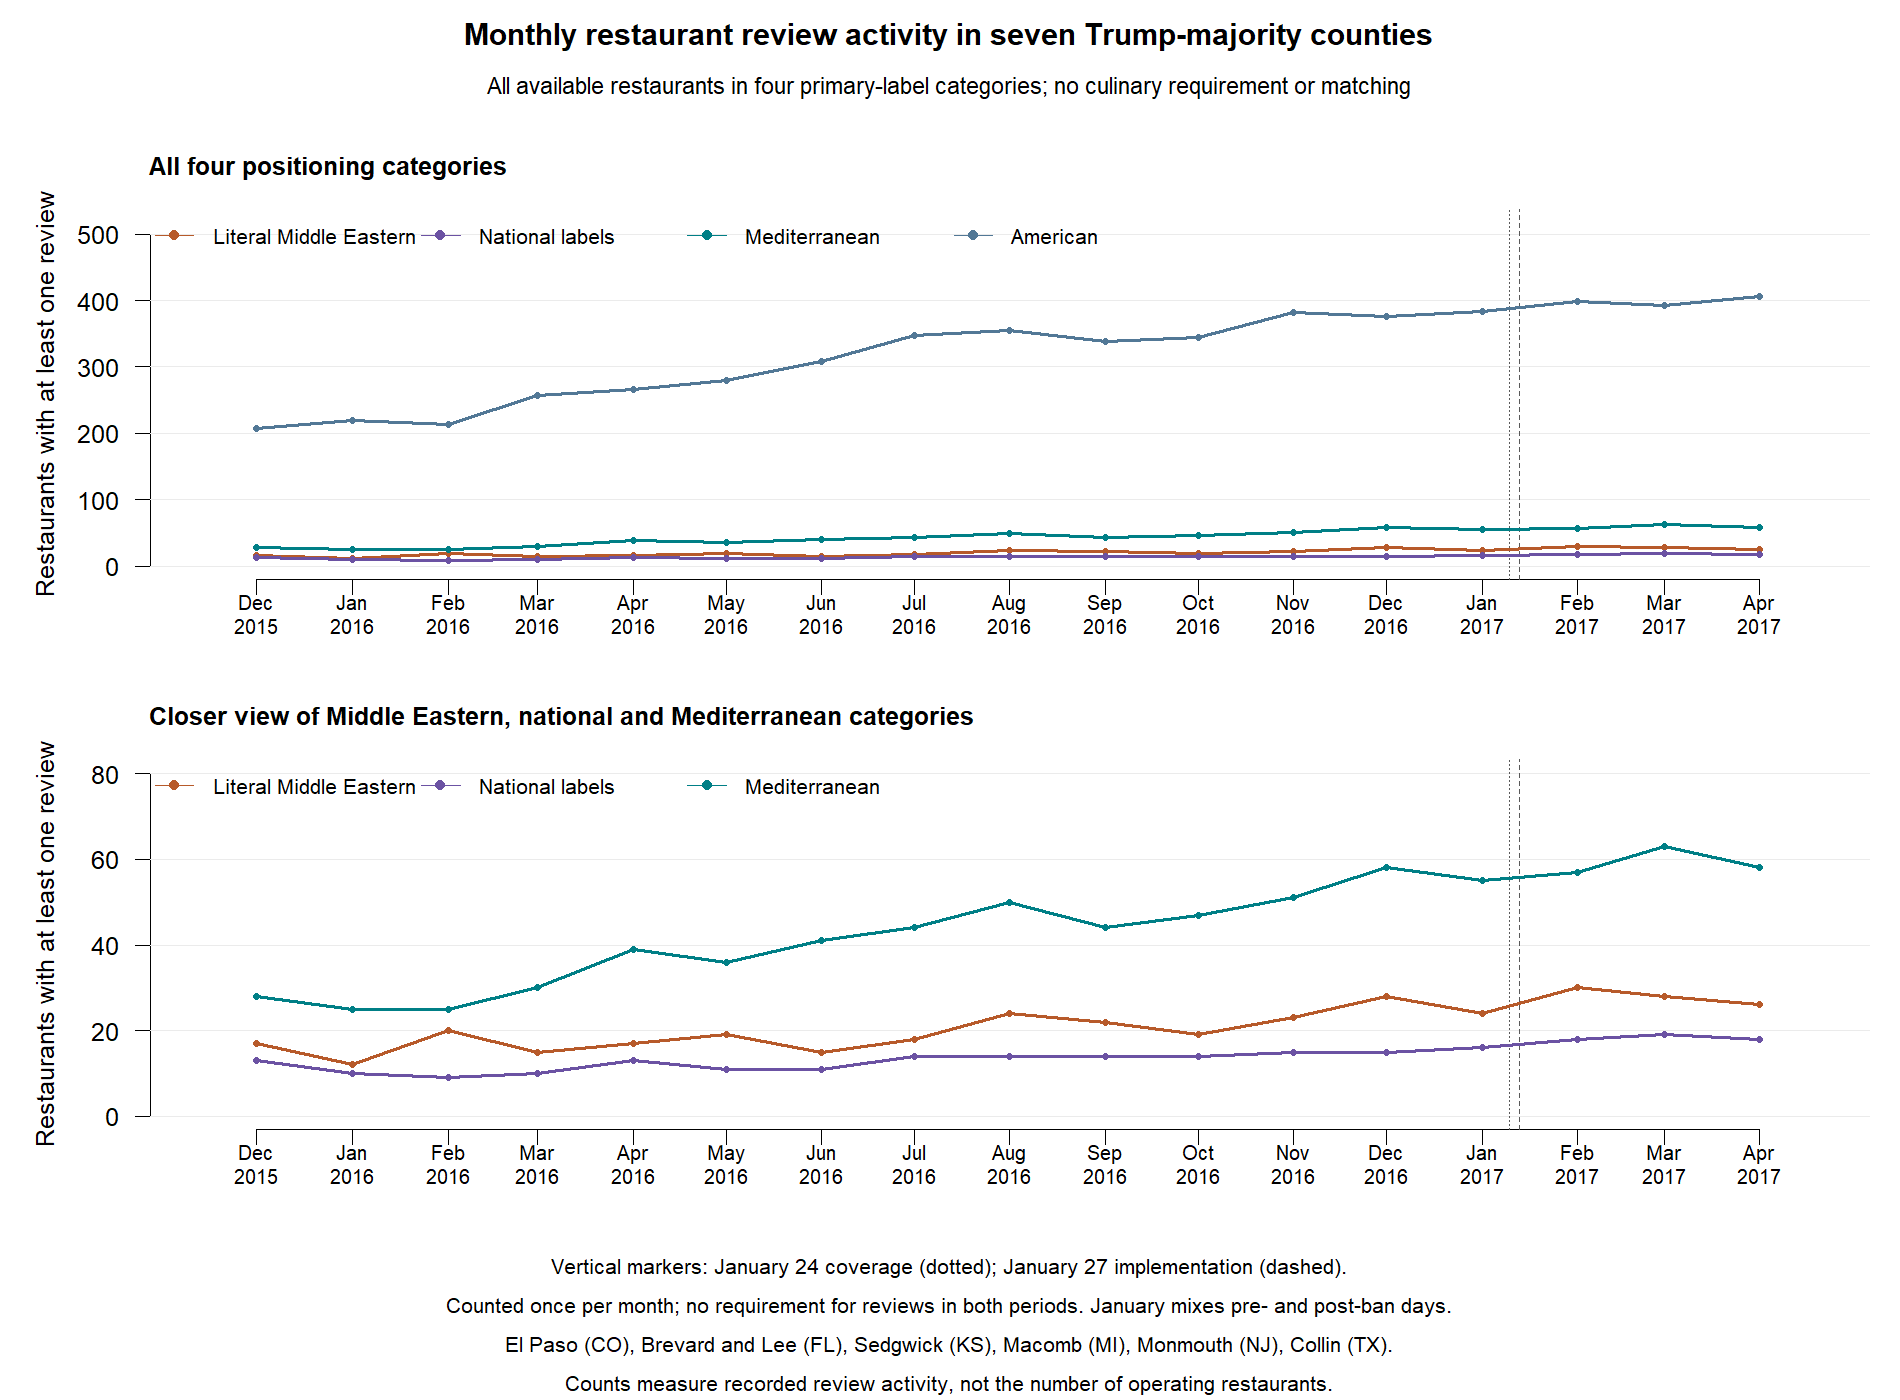 Monthly restaurant review activity in seven Trump-majority counties
All available restaurants in four primary-label categories; no culinary requirement or matching
All four positioning categories
Restaurants with at least one review
500
400
300
200
100
0
Literal Middle Eastern
National labels
Mediterranean
American
Dec 2015
Jan 2016
Feb 2016
Mar 2016
Apr 2016
May 2016
Jun 2016
Jul 2016
Aug 2016
Sep 2016
Oct 2016
Nov 2016
Dec 2016
Jan 2017
Feb 2017
Mar 2017
Apr 2017
Closer view of Middle Eastern, national and Mediterranean categories
Restaurants with at least one review
80
60
40
20
0
Literal Middle Eastern
National labels
Mediterranean
Dec 2015
Jan 2016
Feb 2016
Mar 2016
Apr 2016
May 2016
Jun 2016
Jul 2016
Aug 2016
Sep 2016
Oct 2016
Nov 2016
Dec 2016
Jan 2017
Feb 2017
Mar 2017
Apr 2017
Vertical markers: January 24 coverage (dotted); January 27 implementation (dashed).
Counted once per month; no requirement for reviews in both periods. January mixes pre- and post-ban days.
El Paso (CO), Brevard and Lee (FL), Sedgwick (KS), Macomb (MI), Monmouth (NJ), Collin (TX).
Counts measure recorded review activity, not the number of operating restaurants.